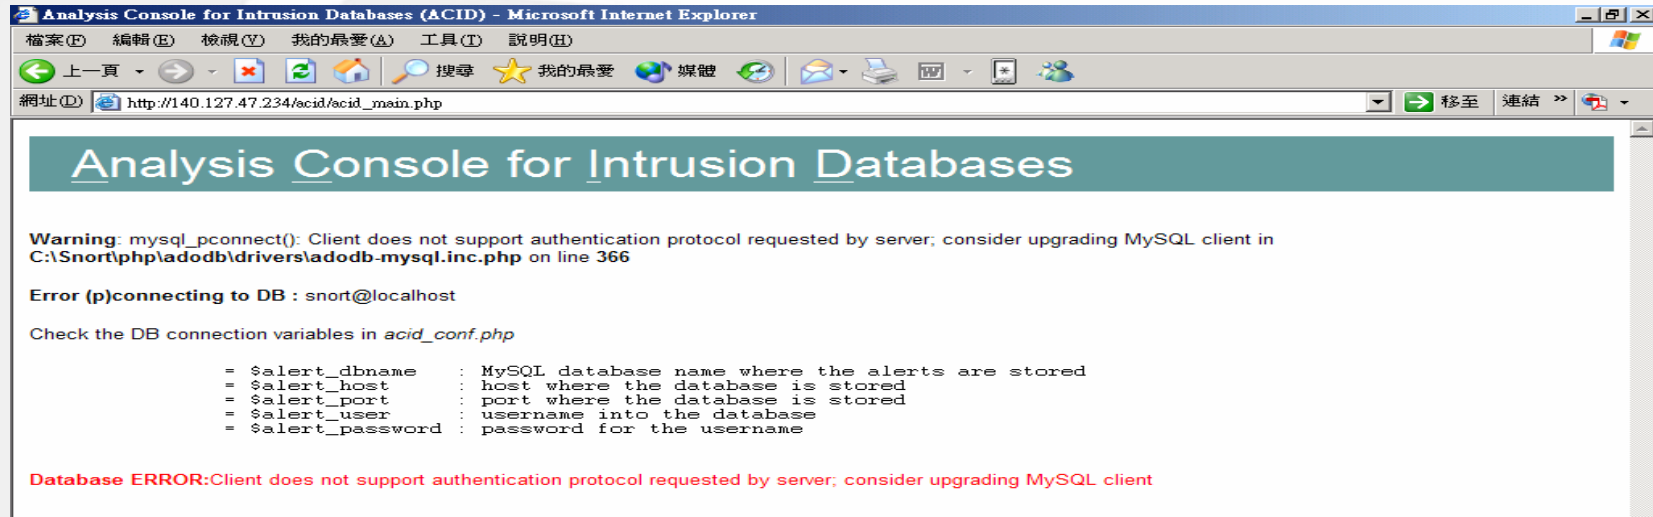 Analysis Console for Intrusion Databases (ACID) - Microsoft Internet Explorer
檔案(F) 編輯(E) 檢視(V) 我的最愛(A) 工具(T) 說明(H)
上一頁 搜尋 我的最愛 媒體
網址(D) http://140.127.47.234/acid/acid_main.php 移至 連結 »
Analysis Console for Intrusion Databases
Warning: mysql_pconnect(): Client does not support authentication protocol requested by server; consider upgrading MySQL client in
C:\Snort\php\adodb\drivers\adodb-mysql.inc.php on line 366
Error (p)connecting to DB : snort@localhost
Check the DB connection variables in acid_conf.php
= $alert_dbname : MySQL database name where the alerts are stored
= $alert_host : host where the database is stored
= $alert_port : port where the database is stored
= $alert_user : username into the database
= $alert_password : password for the username
Database ERROR:Client does not support authentication protocol requested by server; consider upgrading MySQL client